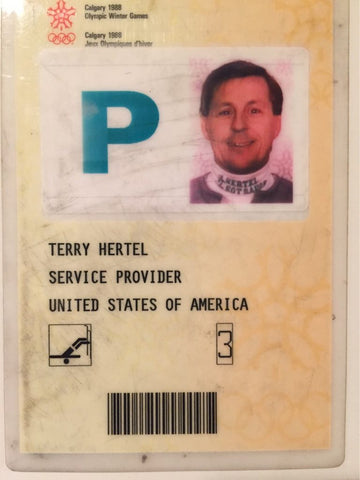 Calgary 1988
Olympic Winter Games
Calgary 1988
Jeux Olympiques d'hiver
P
HERTEL
TERRY HERTEL
SERVICE PROVIDER
UNITED STATES OF AMERICA
3